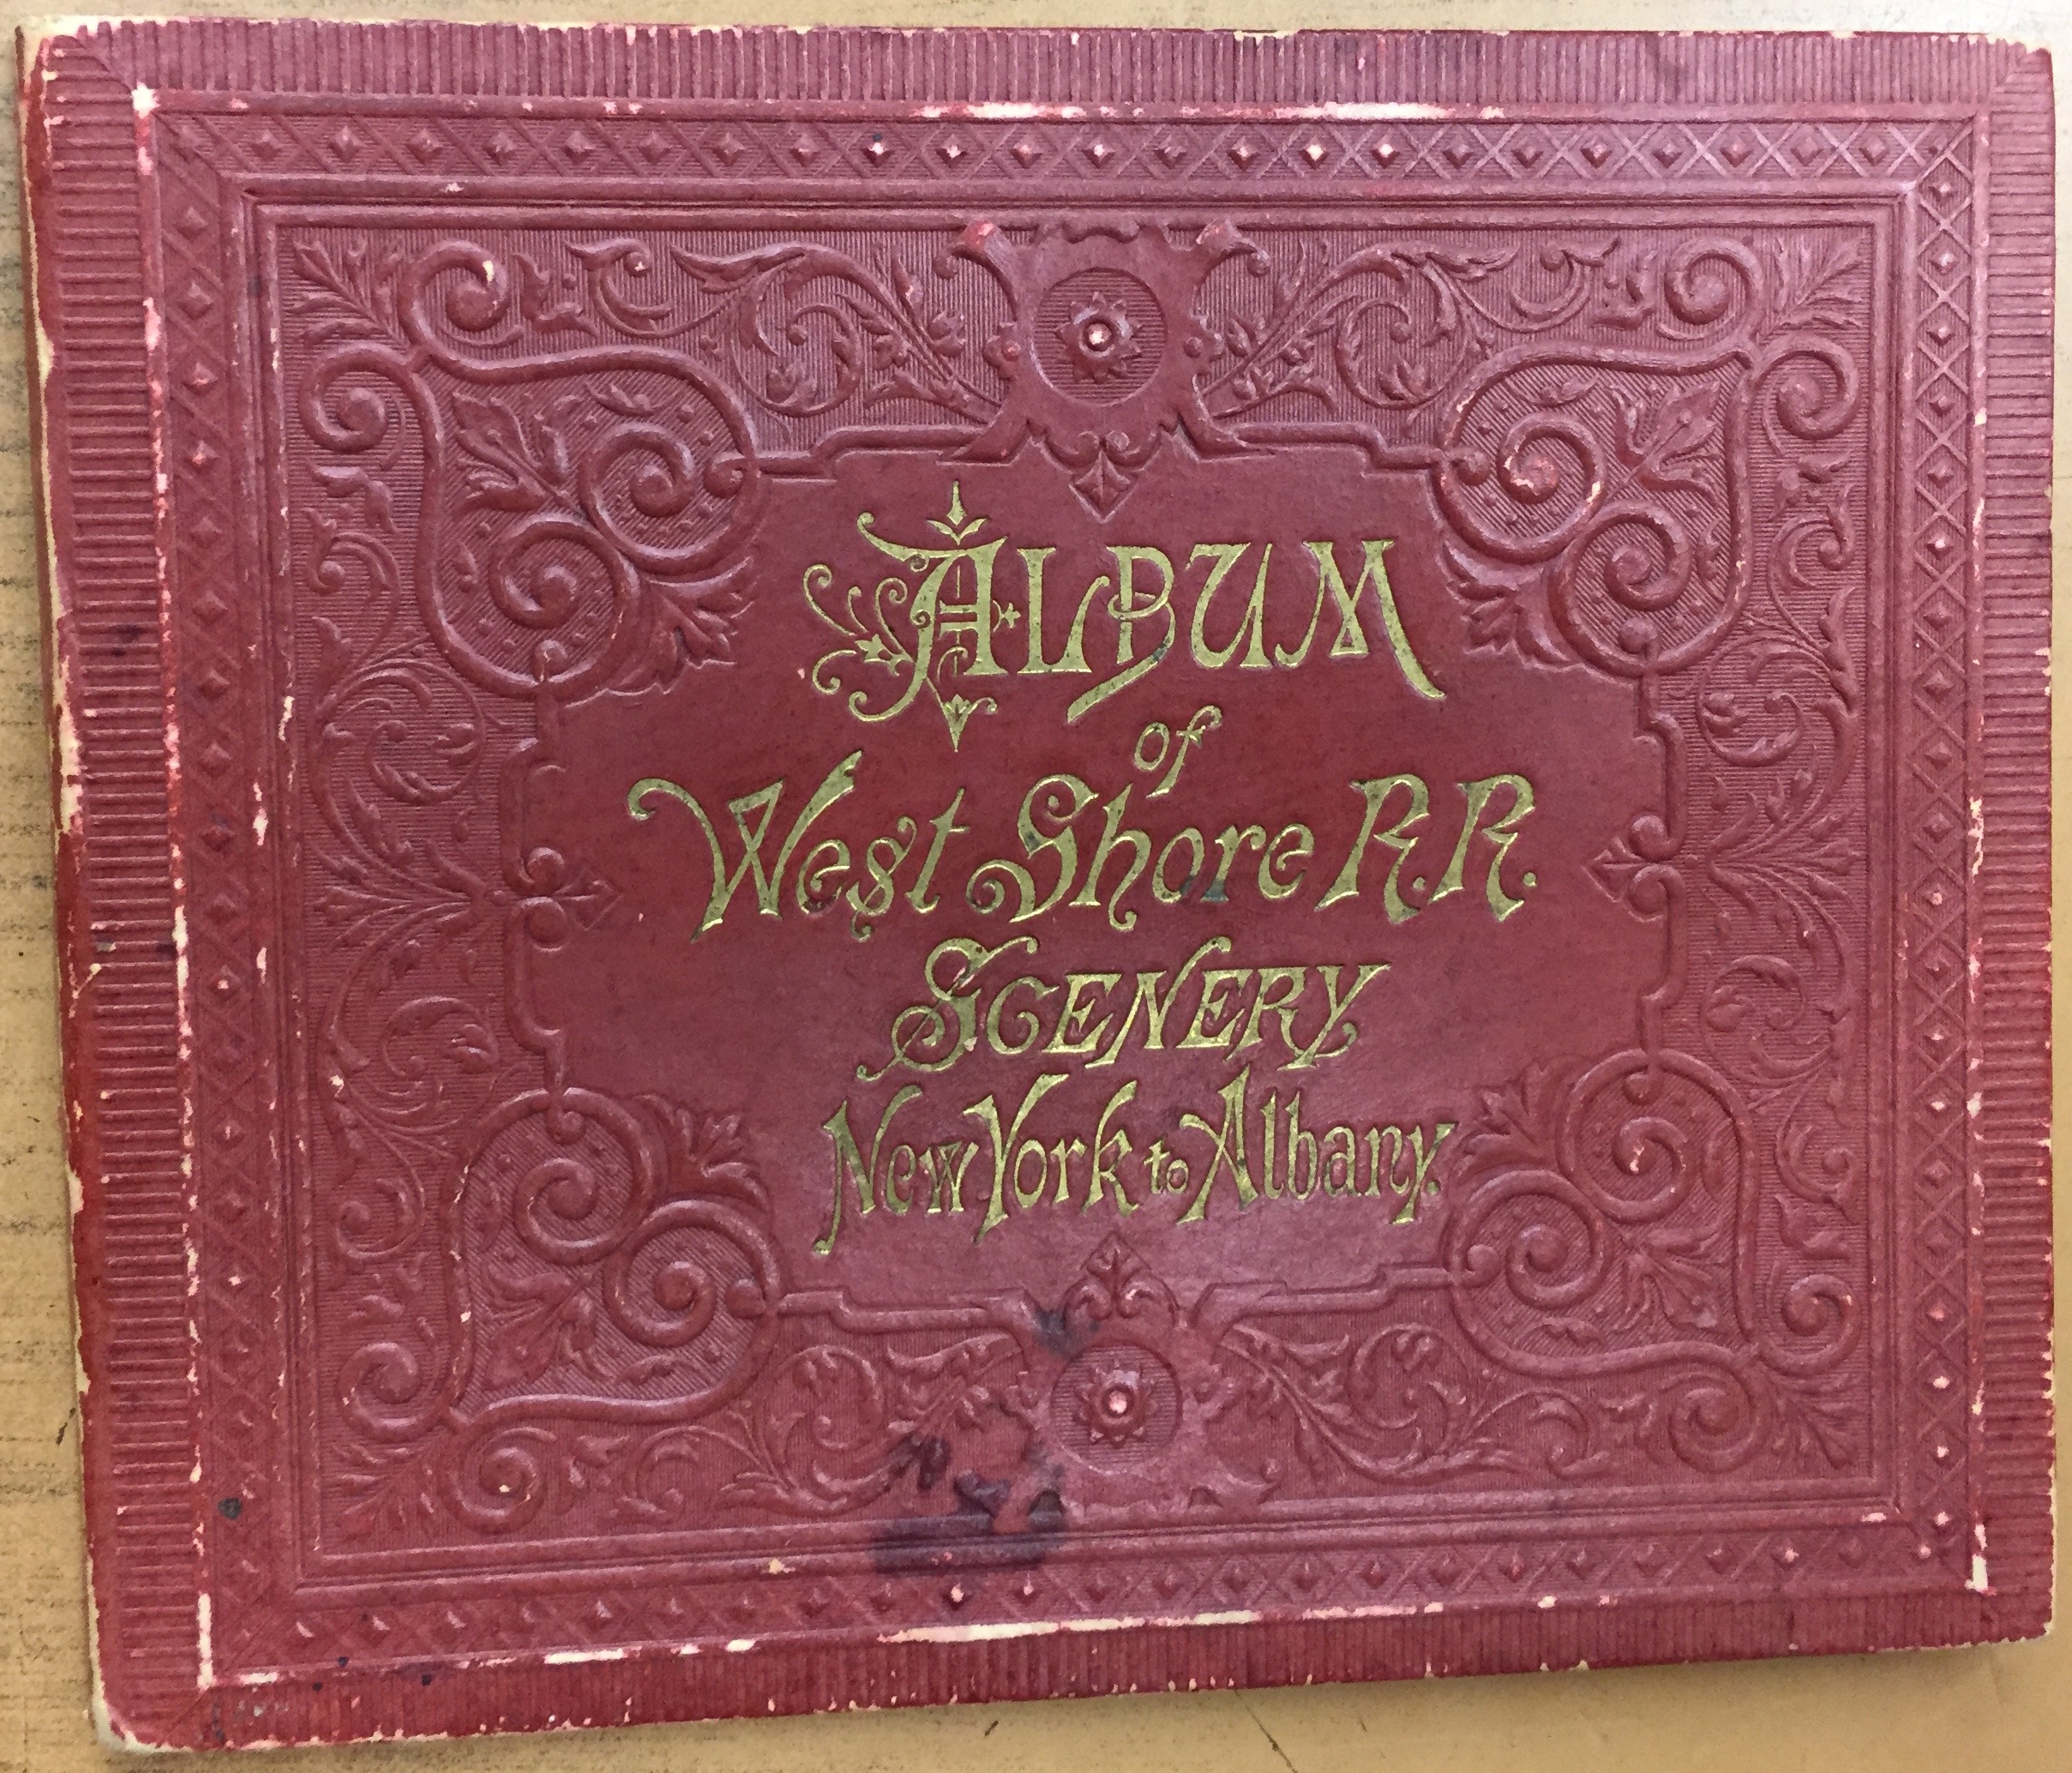 ALBUM
of
West Shore R.R.
SCENERY
New York to Albany.